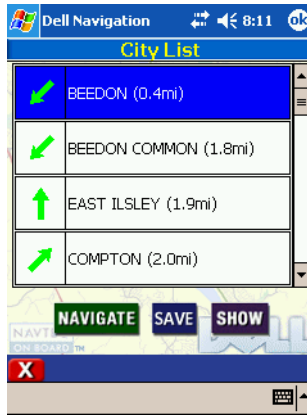 Dell Navigation 8:11 ok
City List
BEEDON (0.4mi)
BEEDON COMMON (1.8mi)
EAST ILSLEY (1.9mi)
COMPTON (2.0mi)
NAVIGATE SAVE SHOW
ON BOARD TM
X